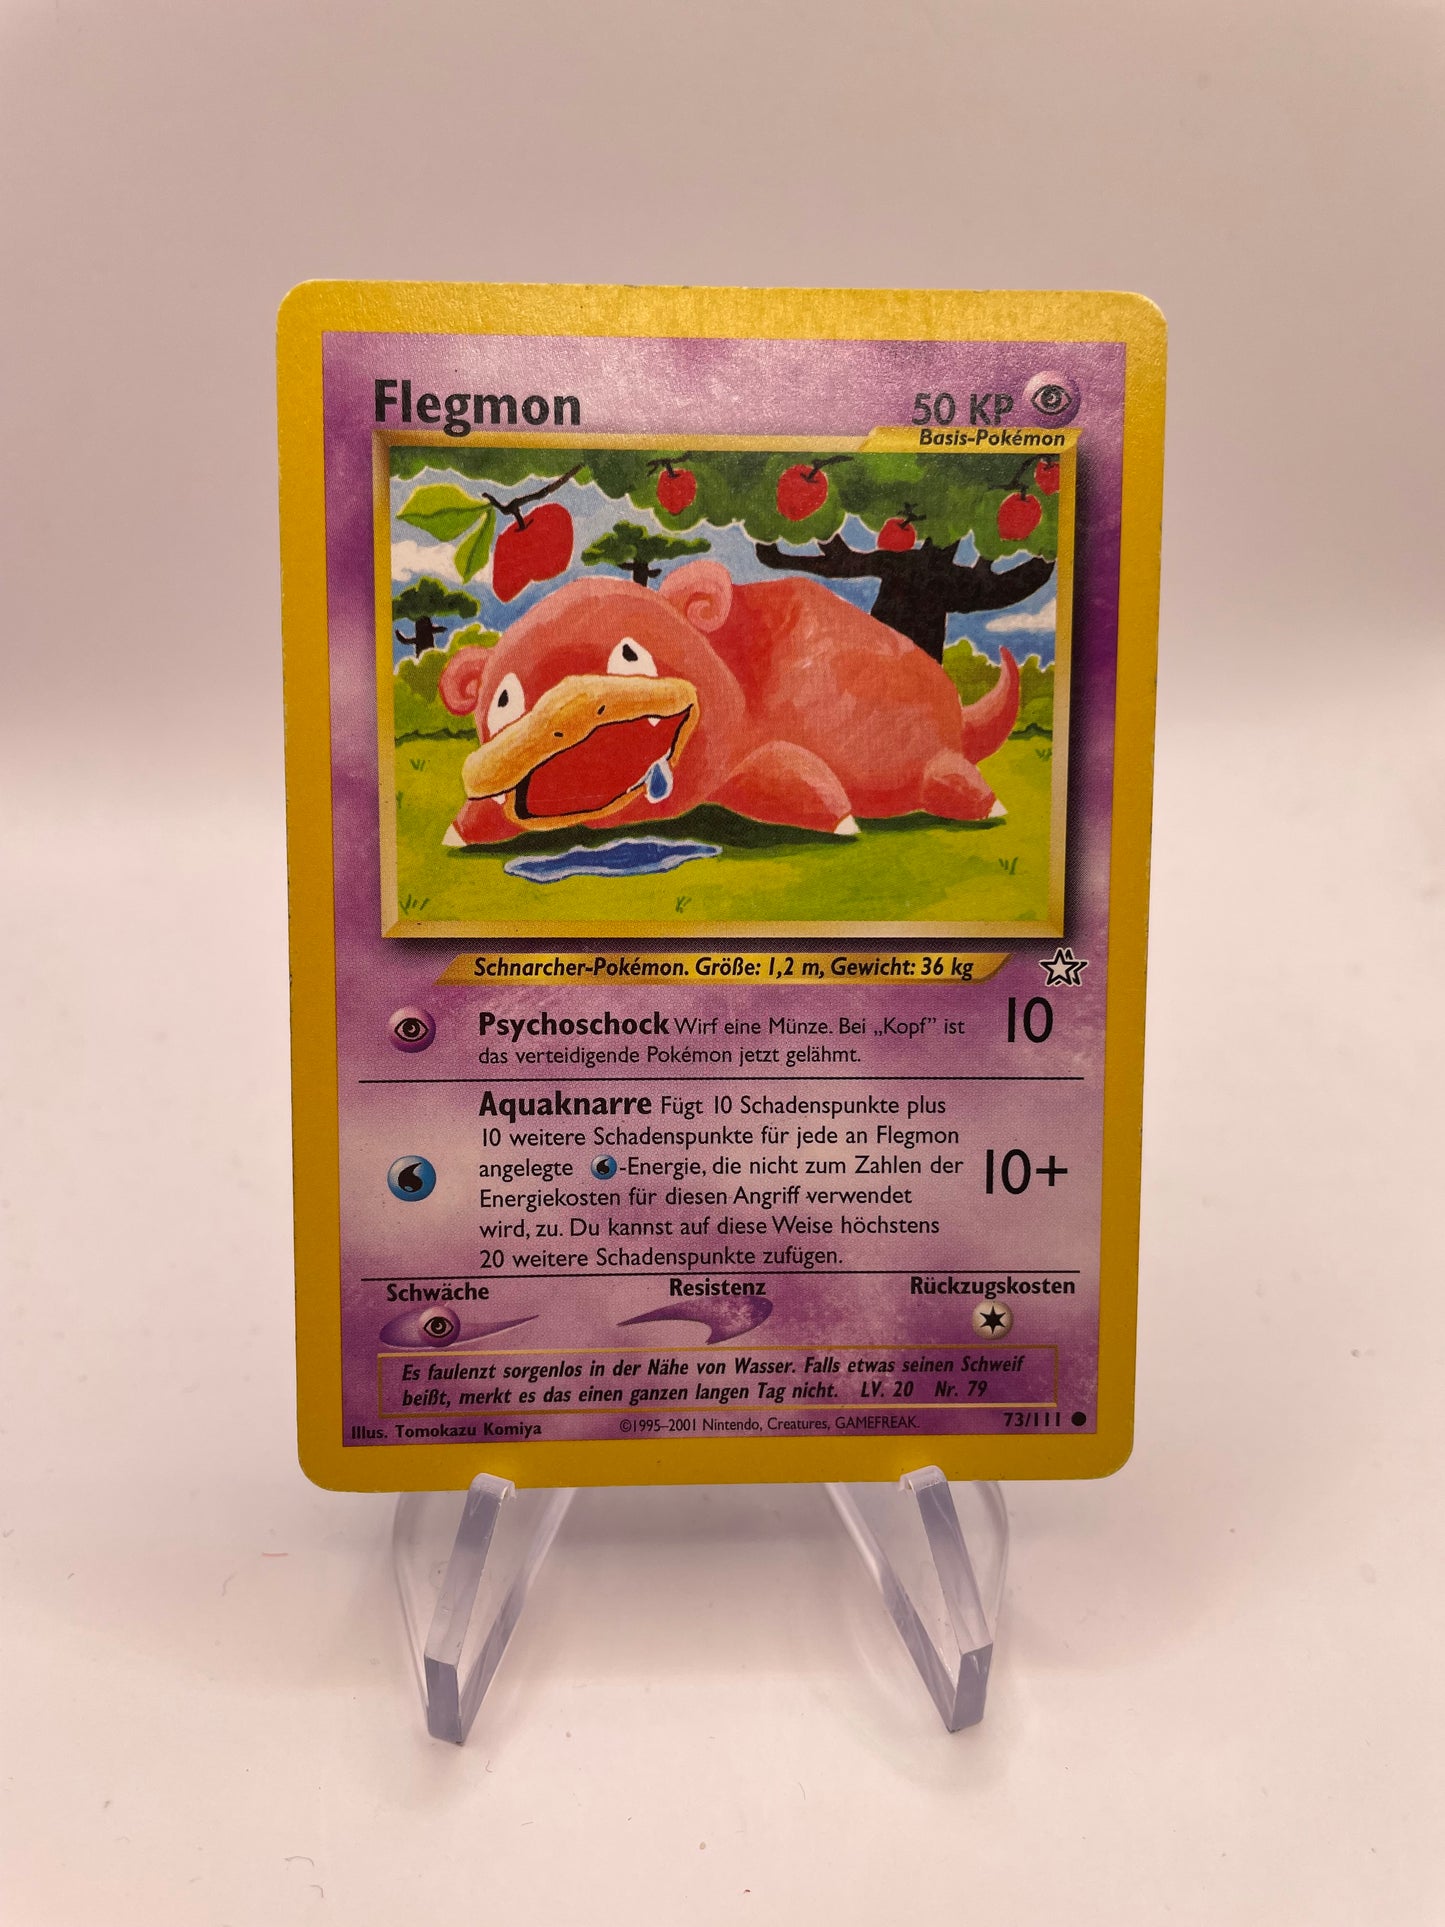 Flegmon
50 KP
Basis-Pokémon
Schnarcher-Pokémon. Größe: 1,2 m, Gewicht: 36 kg
Psychoschock Wirf eine Münze. Bei „Kopf” ist
das verteidigende Pokémon jetzt gelähmt.
10
Aquaknarre Fügt 10 Schadenspunkte plus
10 weitere Schadenspunkte für jede an Flegmon
angelegte -Energie, die nicht zum Zahlen der
Energiekosten für diesen Angriff verwendet
wird, zu. Du kannst auf diese Weise höchstens
20 weitere Schadenspunkte zufügen.
10+
Schwäche Resistenz Rückzugskosten
Es faulenzt sorgenlos in der Nähe von Wasser. Falls etwas seinen Schweif
beißt, merkt es das einen ganzen langen Tag nicht. LV. 20 Nr. 79
Illus. Tomokazu Komiya ©1995–2001 Nintendo, Creatures, GAMEFREAK. 73/111